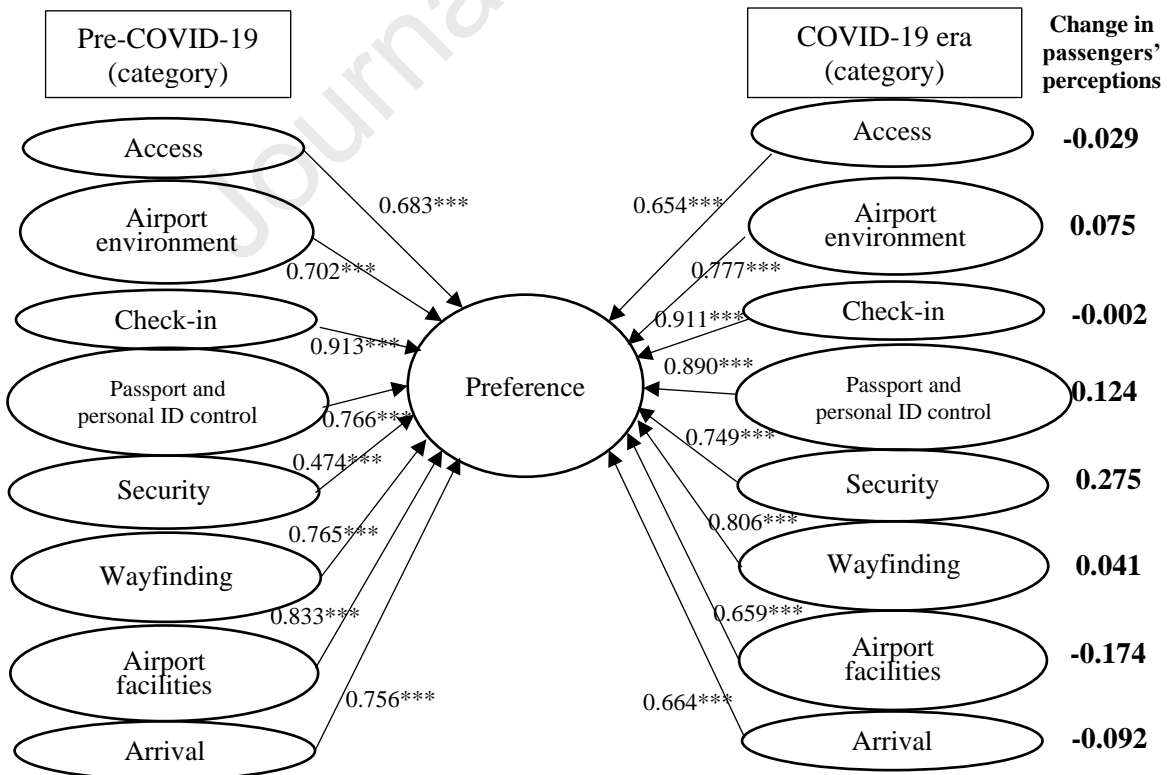 Journa
Pre-COVID-19
(category)
COVID-19 era
(category)
Change in
passengers’
perceptions
Access
0.683***
Airport
environment
0.702***
Check-in
0.913***
Passport and
personal ID control
0.766***
Security
0.474***
Wayfinding
0.765***
Airport
facilities
0.833***
Arrival
0.756***
Preference
Access
0.654***
-0.029
Airport
environment
0.777***
0.075
Check-in
0.911***
-0.002
Passport and
personal ID control
0.890***
0.124
Security
0.749***
0.275
Wayfinding
0.806***
0.041
Airport
facilities
0.659***
-0.174
Arrival
0.664***
-0.092